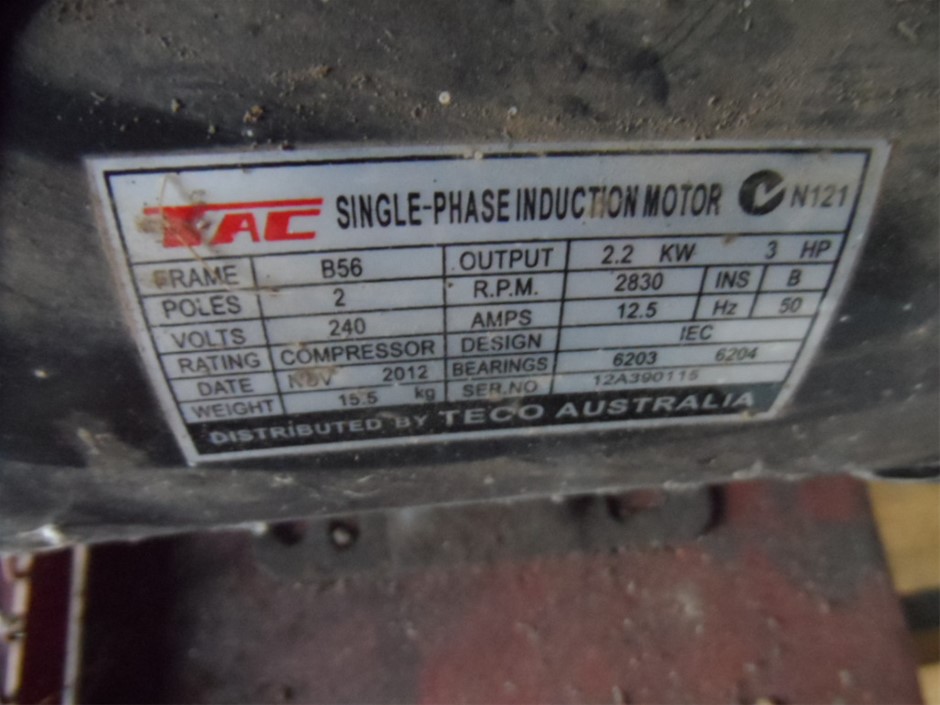 TAC SINGLE-PHASE INDUCTION MOTOR N121
FRAME B56 OUTPUT 2.2 KW 3 HP
POLES 2 R.P.M. 2830 INS B
VOLTS 240 AMPS 12.5 Hz 50
RATING COMPRESSOR DESIGN IEC
DATE NOV 2012 BEARINGS 6203 6204
WEIGHT 15.5 kg SER.NO 12A390115
DISTRIBUTED BY TECO AUSTRALIA